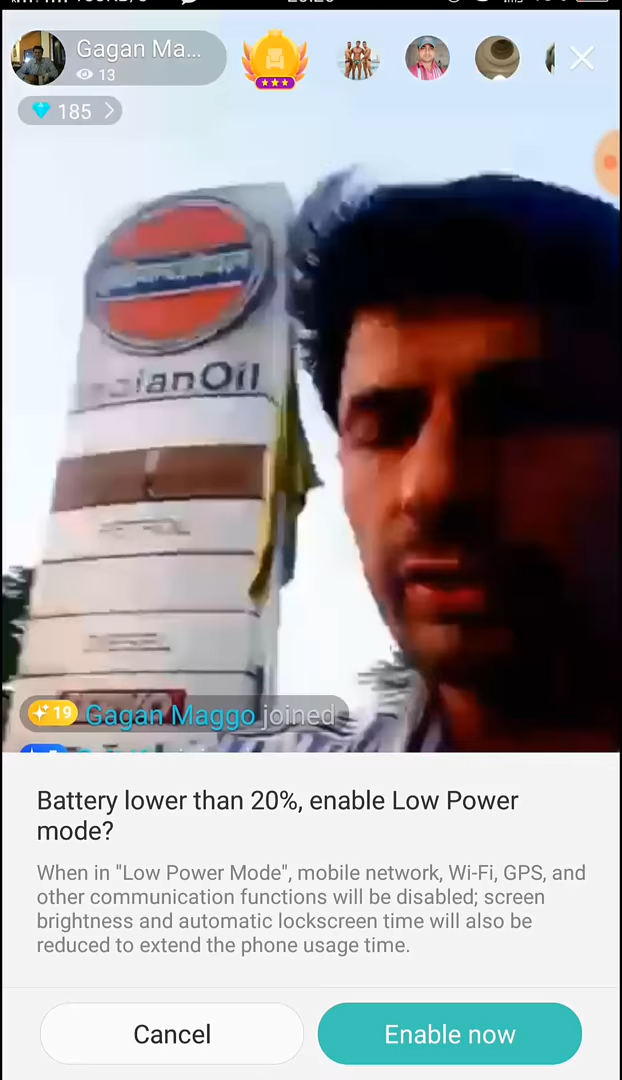 Gagan Ma...
13
185
IndianOil
PETROL
DIESEL
19 Gagan Maggo joined
Battery lower than 20%, enable Low Power
mode?
When in "Low Power Mode", mobile network, Wi-Fi, GPS, and
other communication functions will be disabled; screen
brightness and automatic lockscreen time will also be
reduced to extend the phone usage time.
Cancel
Enable now